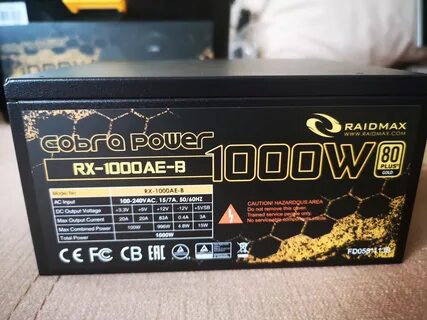 1000W
cobra power
RX-1000AE-B
1000W
RAIDMAX
WWW.RAIDMAX.COM
80
PLUS
GOLD
Model No: RX-1000AE-B
AC Input 100-240VAC, 15/7A, 50/60HZ
DC Output Voltage +3.3V +5V +12V -12V +5VSB
Max Output Current 20A 20A 83A 0.4A 3A
Max Combined Power 100W 996W 4.8W 15W
Total Power 1000W
CAUTION! HAZARDOUS AREA
Do not remove this cover.
Trained service personnel only.
No user serviceable components inside.
CE CB EAC